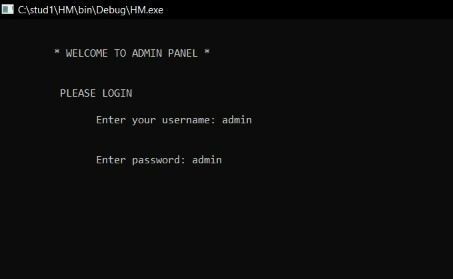 C:\stud1\HM\bin\Debug\HM.exe
* WELCOME TO ADMIN PANEL *
PLEASE LOGIN
Enter your username: admin
Enter password: admin